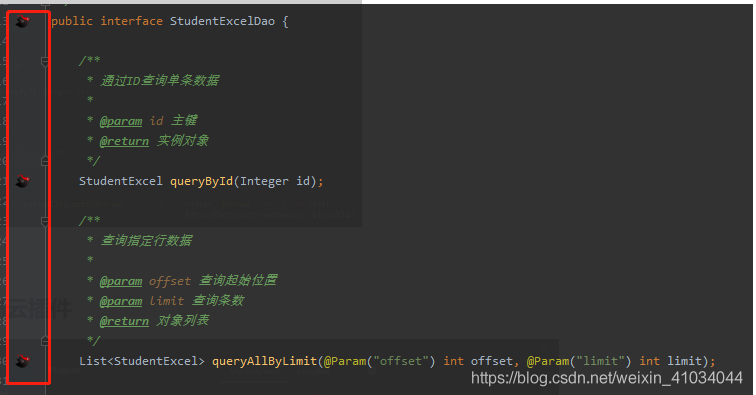 public interface StudentExcelDao {
/**
* 通过ID查询单条数据
*
* @param id 主键
* @return 实例对象
*/
StudentExcel queryById(Integer id);
/**
* 查询指定行数据
*
* @param offset 查询起始位置
* @param limit 查询条数
* @return 对象列表
*/
List<StudentExcel> queryAllByLimit(@Param("offset") int offset, @Param("limit") int limit);
https://blog.csdn.net/weixin_41034044